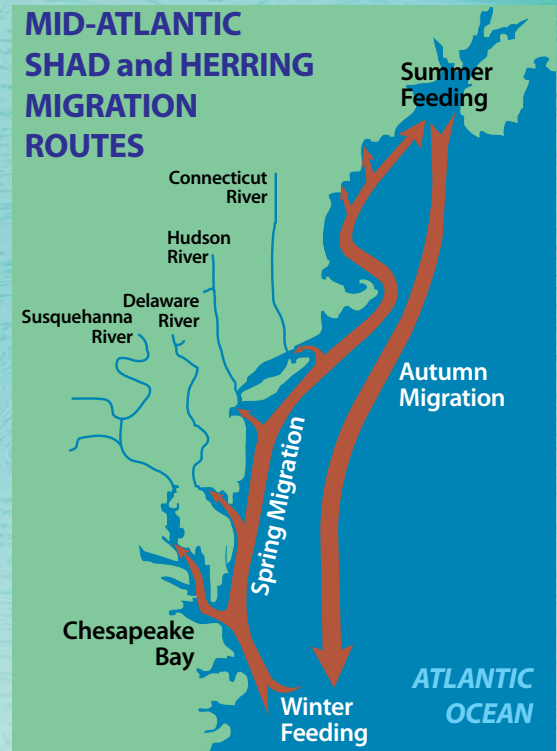 MID-ATLANTIC
SHAD and HERRING
MIGRATION
ROUTES
Summer
Feeding
Connecticut
River
Hudson
River
Delaware
River
Susquehanna
River
Autumn
Migration
Spring Migration
Chesapeake
Bay
Winter
Feeding
ATLANTIC
OCEAN